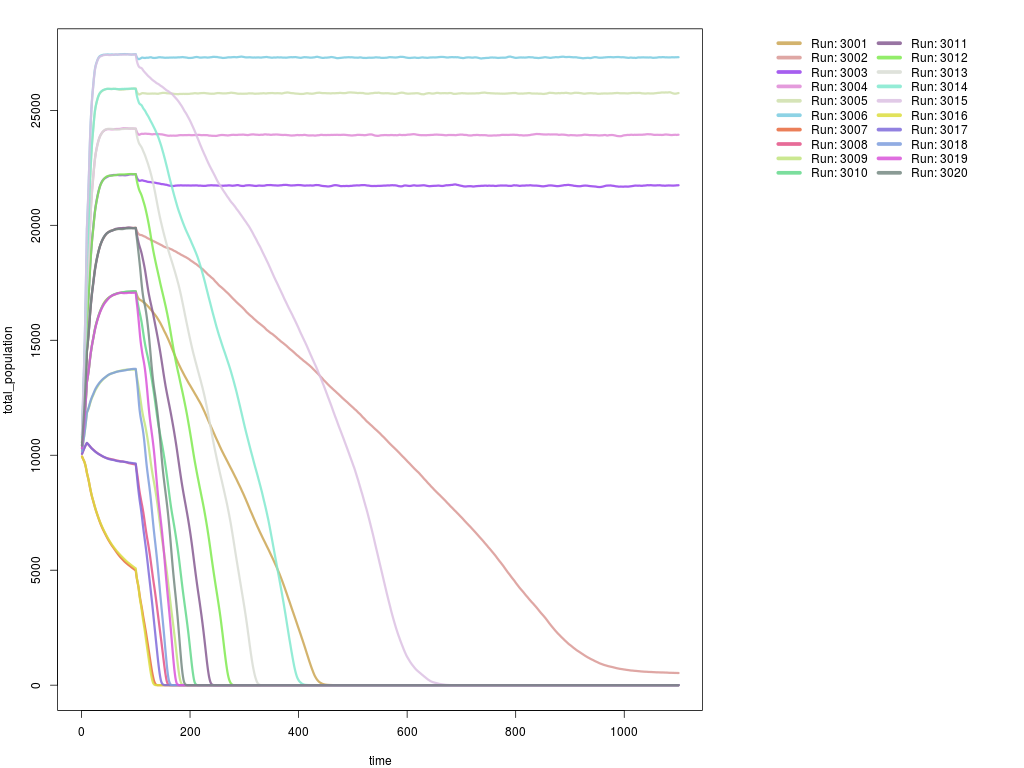 Run: 3001
Run: 3002
Run: 3003
Run: 3004
Run: 3005
Run: 3006
Run: 3007
Run: 3008
Run: 3009
Run: 3010
Run: 3011
Run: 3012
Run: 3013
Run: 3014
Run: 3015
Run: 3016
Run: 3017
Run: 3018
Run: 3019
Run: 3020
total_population
25000
20000
15000
10000
5000
0
0 200 400 600 800 1000
time